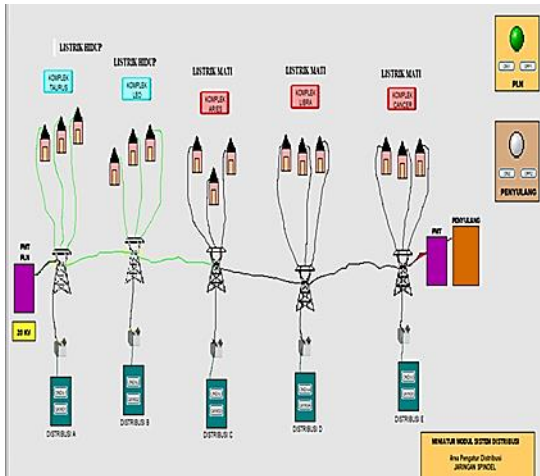 LISTRIK HIDUP
LISTRIK HIDUP
LISTRIK MATI
LISTRIK MATI
LISTRIK MATI
KOMPLEK
TAURUS
KOMPLEK
LEO
KOMPLEK
ARIES
KOMPLEK
LIBRA
KOMPLEK
CANCER
PLN
PENYULANG
PMT
PLN
20 KV
PMT
PENYULANG
DISTRIBUSI A
DISTRIBUSI B
DISTRIBUSI C
DISTRIBUSI D
DISTRIBUSI E
MINIATUR MODUL SISTEM DISTRIBUSI
Area Pengatur Distribusi
JARINGAN SPINDEL